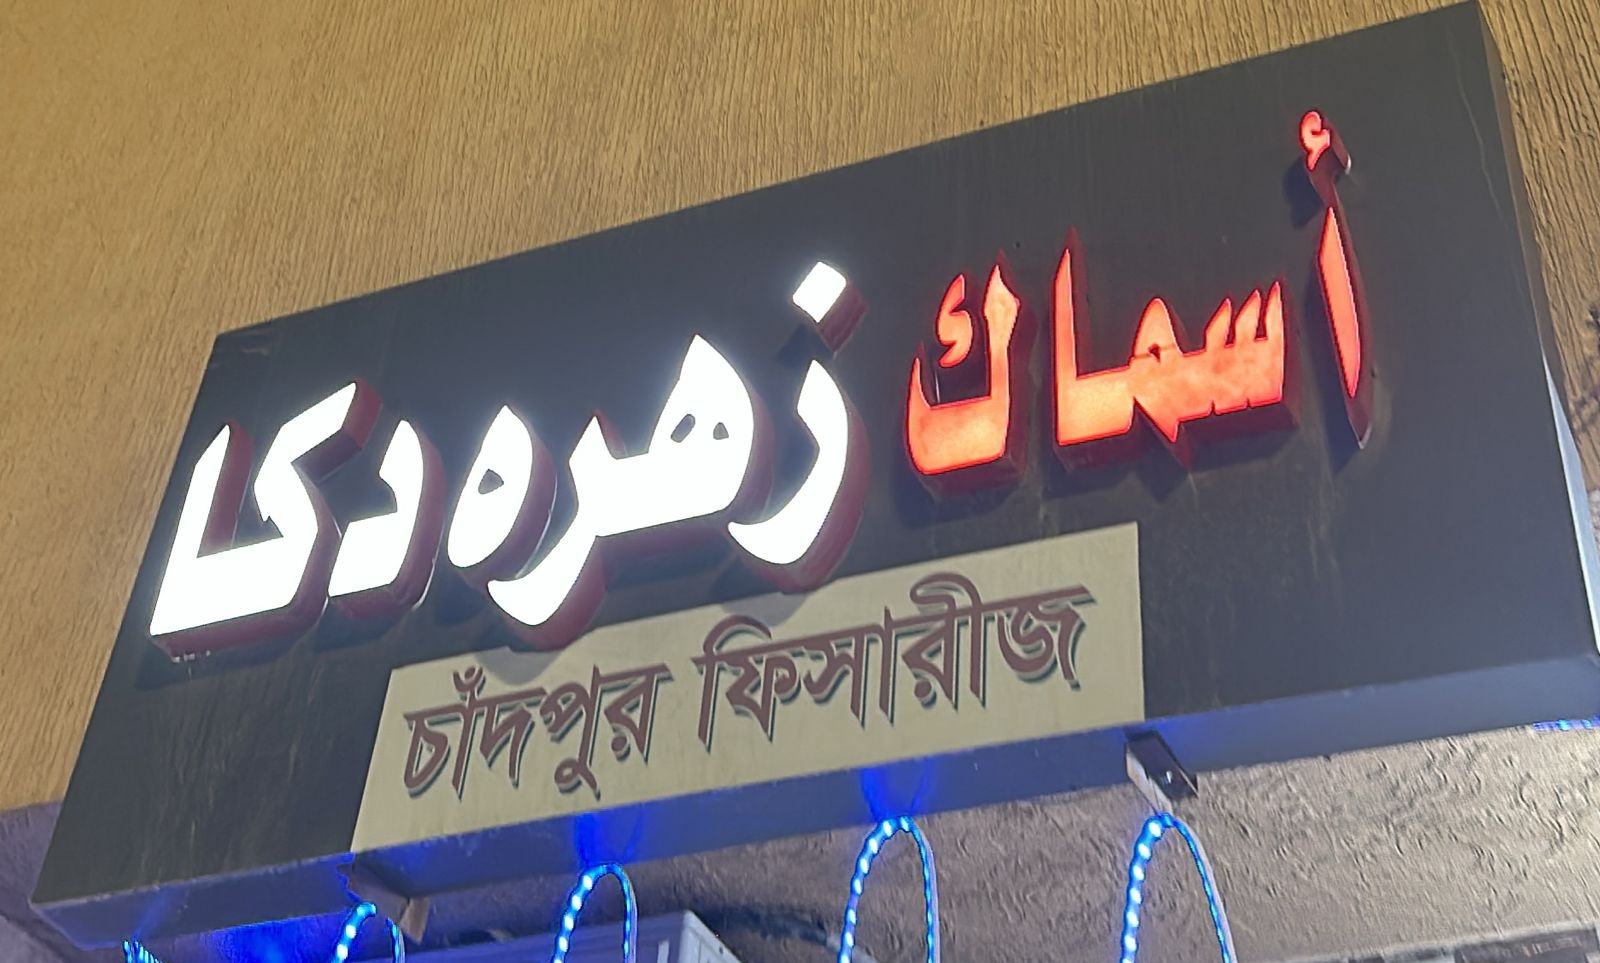 أسماك زهره دكا
চাঁদপুর ফিসারীজ